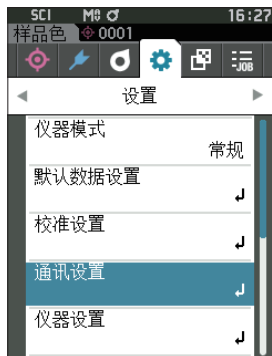 SCI M0 16:27
样品色 0001
JOB
设置
仪器模式
常规
默认数据设置
校准设置
通讯设置
仪器设置